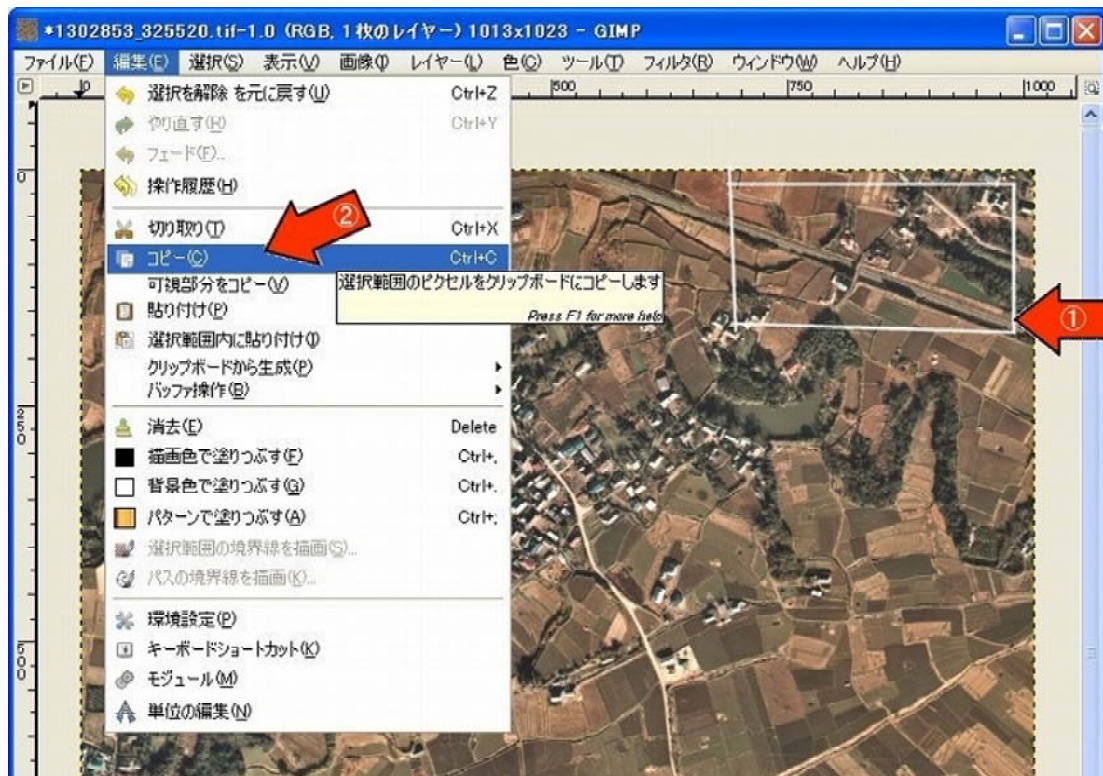 *1302853_325520.tif-1.0 (RGB, 1枚のレイヤー) 1013x1023 – GIMP
ファイル(F) 編集(E) 選択(S) 表示(V) 画像(I) レイヤー(L) 色(C) ツール(T) フィルタ(R) ウィンドウ(W) ヘルプ(H)
0 500 750 1000
選択を解除 を元に戻す(U) Ctrl+Z
やり直す(R) Ctrl+Y
フェード(F)...
操作履歴(H)
②
切り取り(T) Ctrl+X
コピー(C) Ctrl+C
可視部分をコピー(V)
選択範囲のピクセルをクリップボードにコピーします
貼り付け(P)
Press F1 for more help
①
選択範囲内に貼り付け(I)
クリップボードから生成(P)
バッファ操作(B)
消去(E) Delete
描画色で塗りつぶす(F) Ctrl+,
背景色で塗りつぶす(G) Ctrl+.
パターンで塗りつぶす(A) Ctrl+;
選択範囲の境界線を描画(S)...
パスの境界線を描画(K)...
環境設定(P)
キーボードショートカット(K)
モジュール(M)
単位の編集(N)
0
250
500